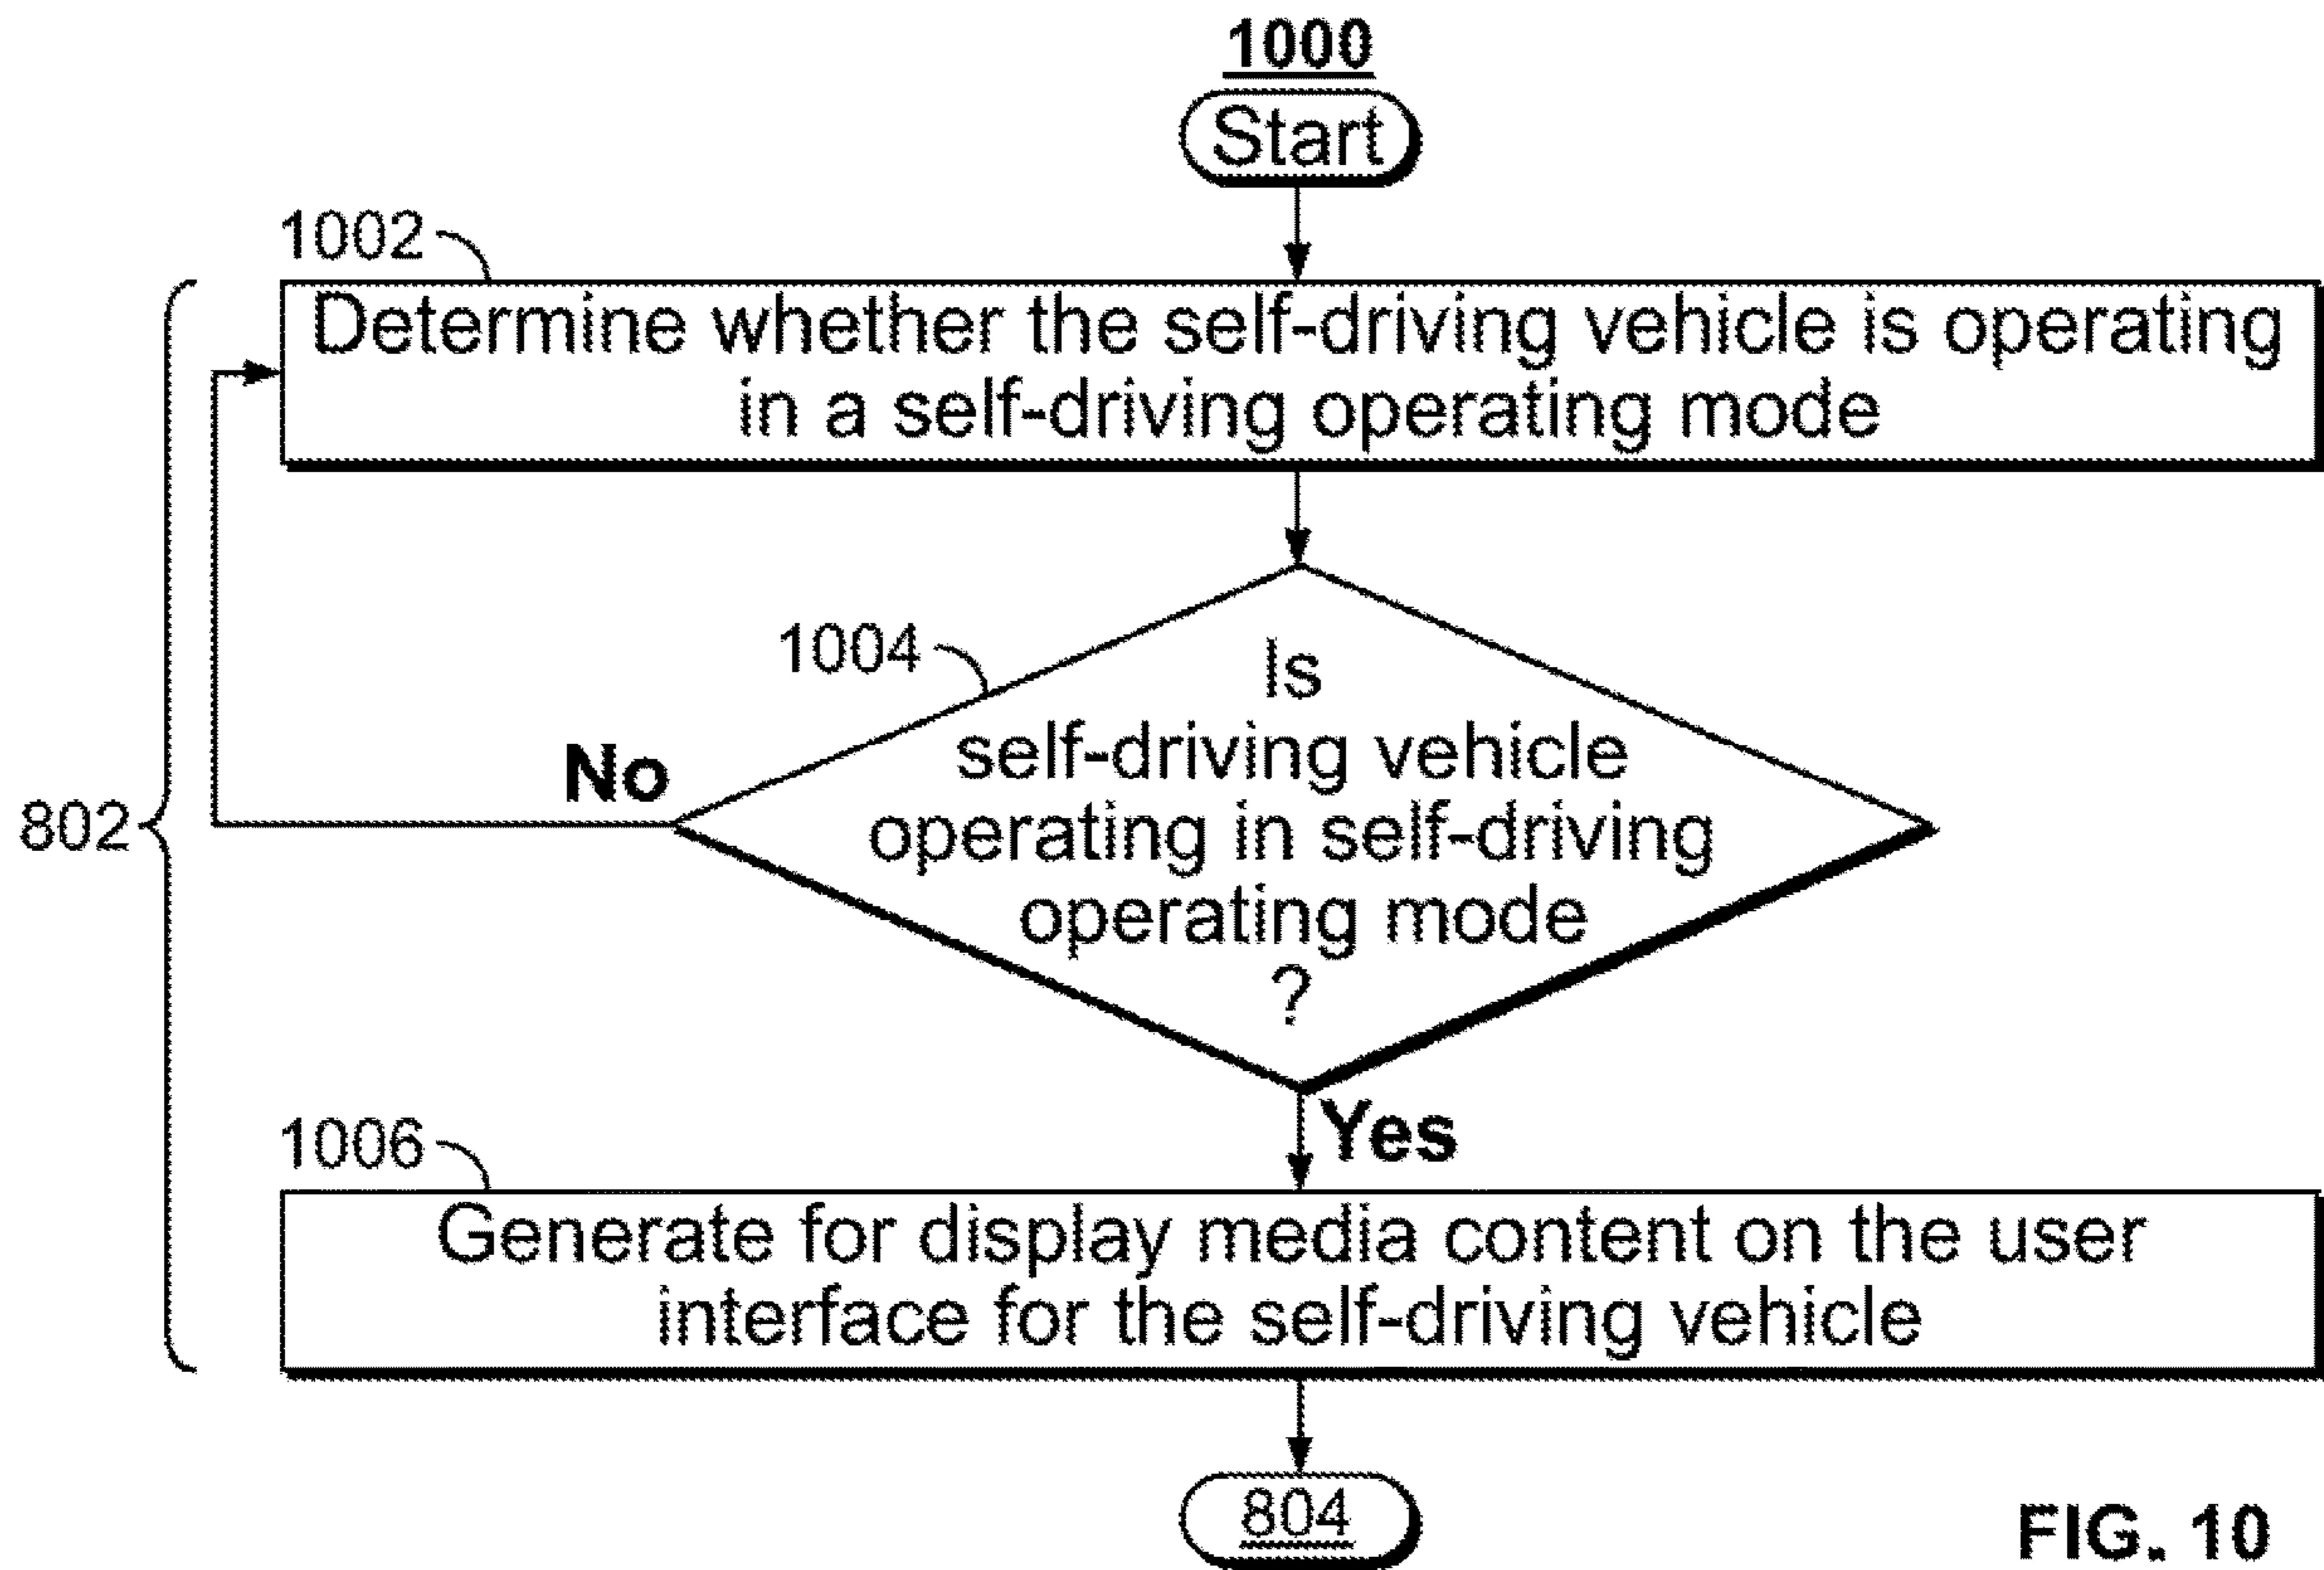 1000
Start
1002
Determine whether the self-driving vehicle is operating
in a self-driving operating mode
1004
Is
self-driving vehicle
operating in self-driving
operating mode
?
No
802
Yes
1006
Generate for display media content on the user
interface for the self-driving vehicle
804
FIG. 10